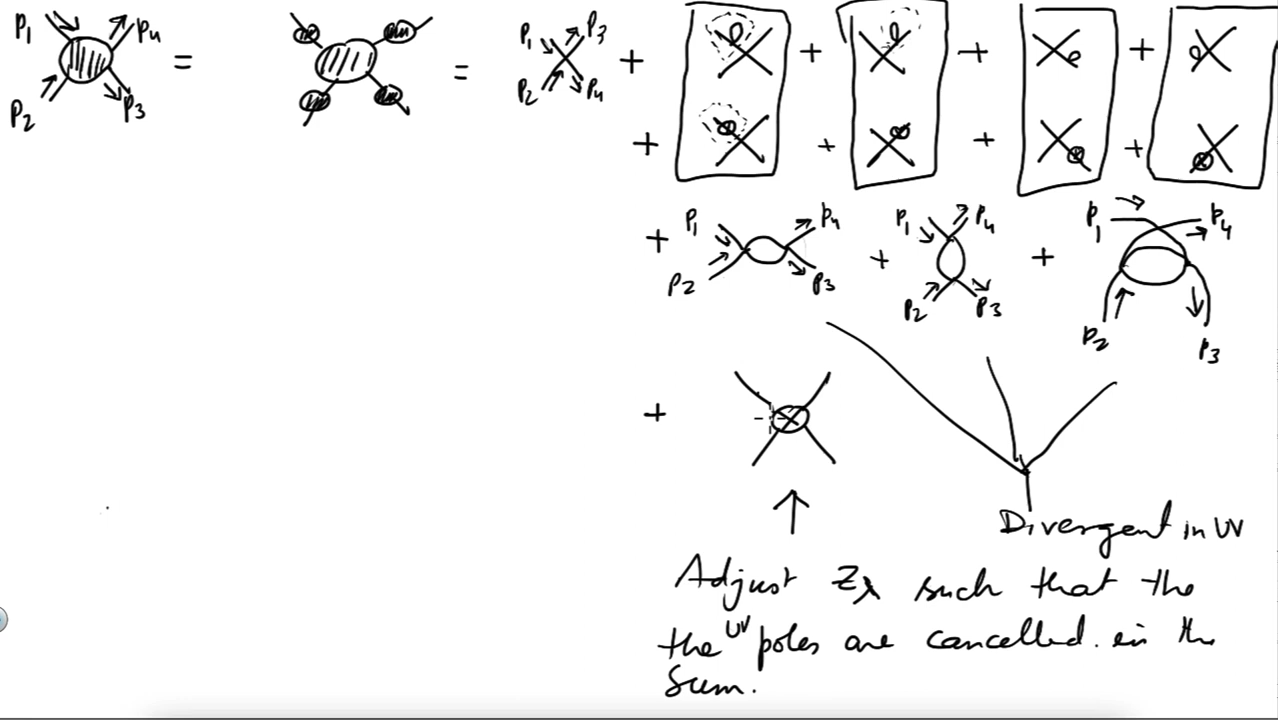 P1 P4 = = P1 P3 + + + +
P2 P3 P2 P4
+ + + +
+ P1 P4 + P1 P4 + P1 P4
P2 P3 P2 P3
P2 P3
+
Divergent in UV
Adjust Zλ such that the
the UV poles are cancelled. in the
Sum.